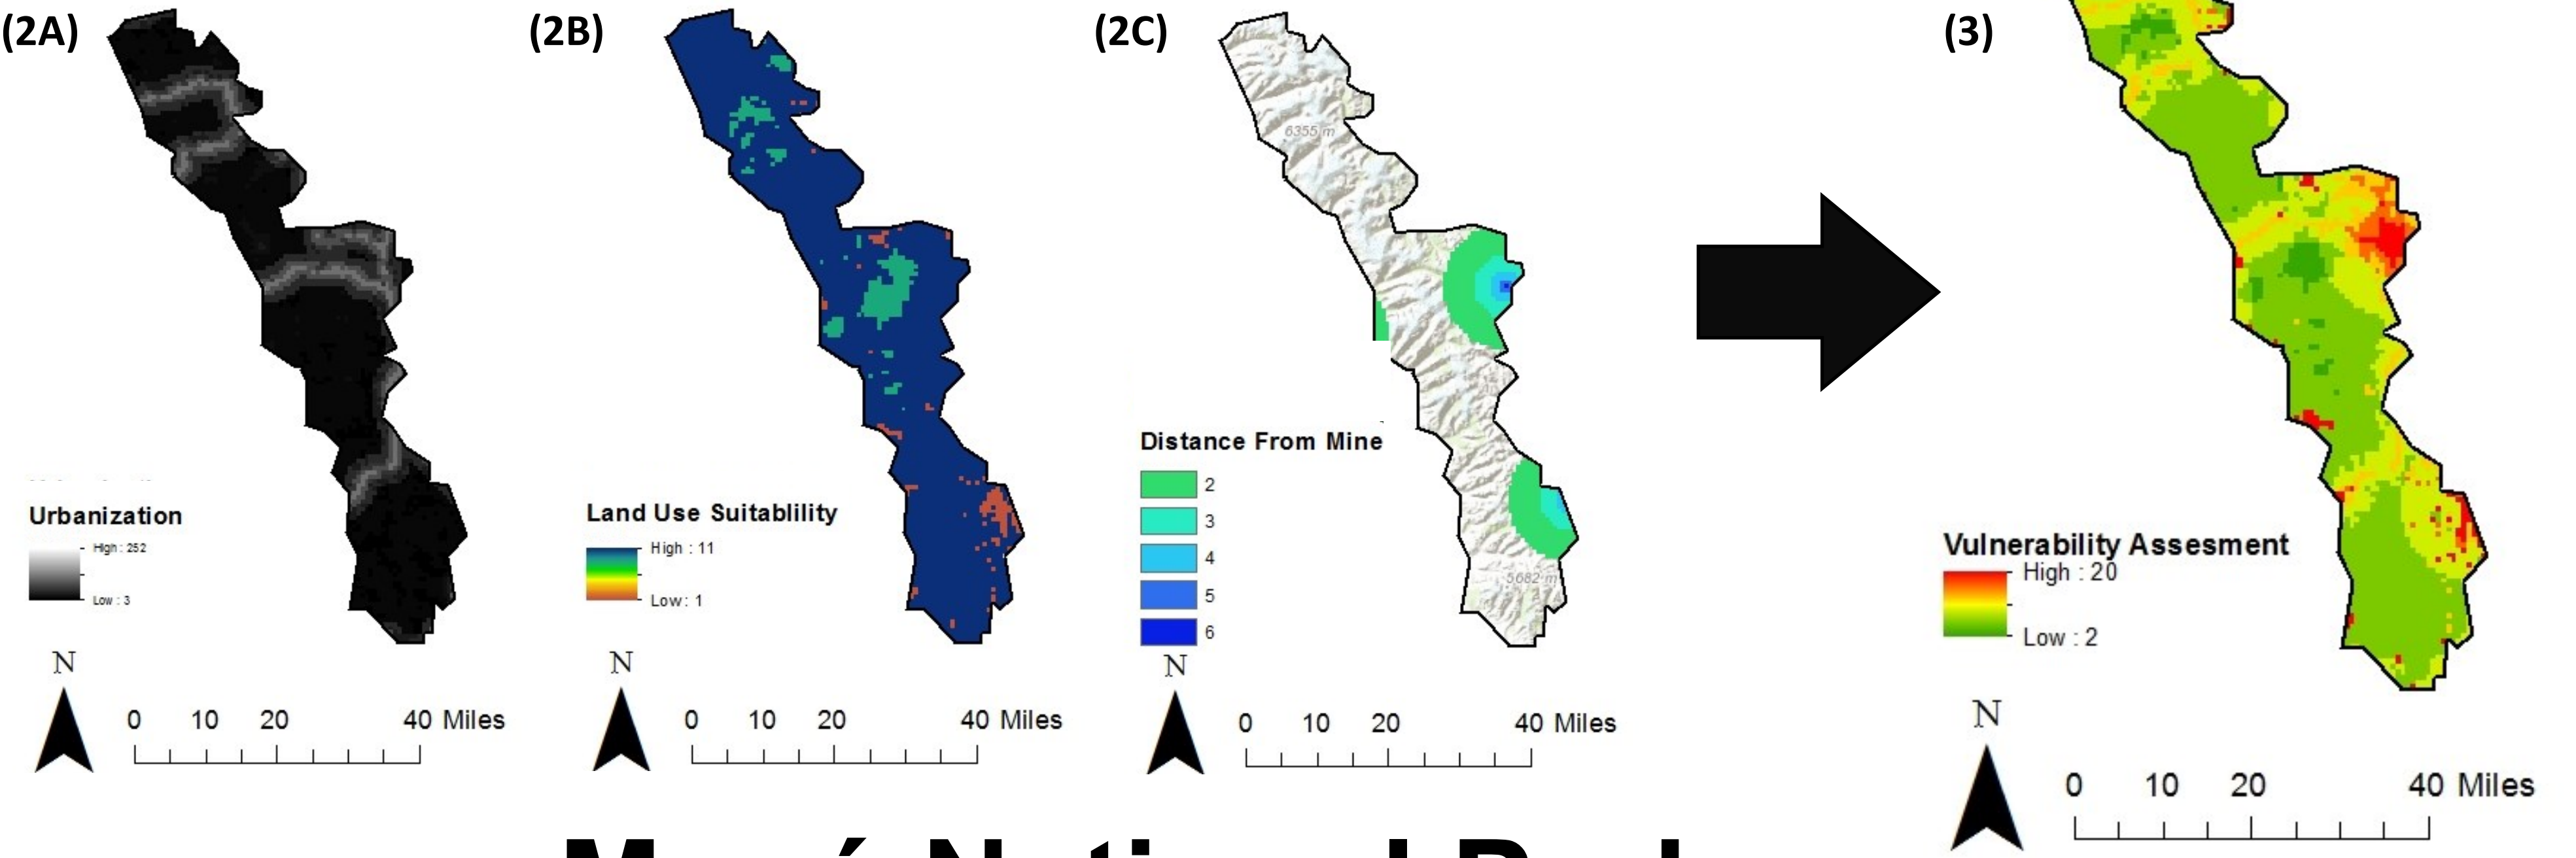 (2A)
(2B)
(2C)
(3)
6355 m
Urbanization
High : 252
Low : 3
Land Use Suitablility
High : 11
Low : 1
Distance From Mine
2
3
4
5
6
5682 m
Vulnerability Assesment
High : 20
Low : 2
N
0 10 20 40 Miles
N
0 10 20 40 Miles
N
0 10 20 40 Miles
N
0 10 20 40 Miles